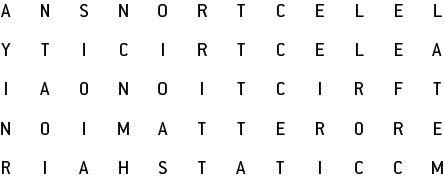 A N S N O R T C E L E L
Y T I C I R T C E L E A
I A O N O I T C I R F T
N O I M A T T E R O R E
R I A H S T A T I C C M